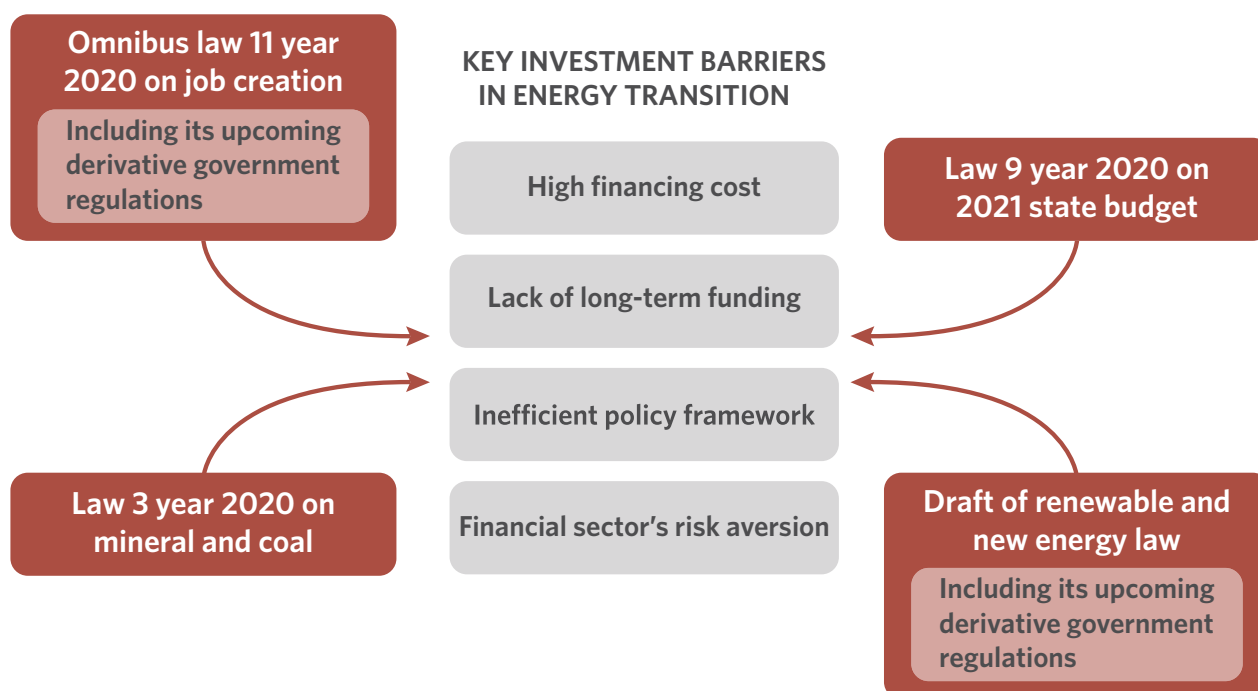 Omnibus law 11 year
2020 on job creation
Including its upcoming
derivative government
regulations
KEY INVESTMENT BARRIERS
IN ENERGY TRANSITION
High financing cost
Lack of long-term funding
Inefficient policy framework
Financial sector's risk aversion
Law 9 year 2020 on
2021 state budget
Law 3 year 2020 on
mineral and coal
Draft of renewable and
new energy law
Including its upcoming
derivative government
regulations